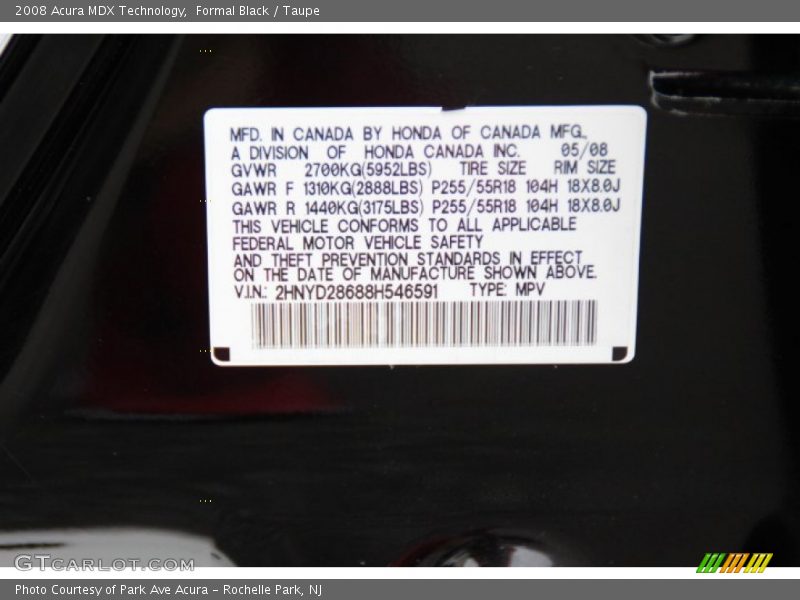 2008 Acura MDX Technology,  Formal Black / Taupe
MFD. IN CANADA BY HONDA OF CANADA MFG.,
A DIVISION OF HONDA CANADA INC. 05/08
GVWR 2700KG(5952LBS) TIRE SIZE RIM SIZE
GAWR F 1310KG(2888LBS) P255/55R18 104H 18X8.0J
GAWR R 1440KG(3175LBS) P255/55R18 104H 18X8.0J
THIS VEHICLE CONFORMS TO ALL APPLICABLE
FEDERAL MOTOR VEHICLE SAFETY
AND THEFT PREVENTION STANDARDS IN EFFECT
ON THE DATE OF MANUFACTURE SHOWN ABOVE.
V.I.N.: 2HNYD28688H546591 TYPE: MPV
GTCARLOT.COM
Photo Courtesy of Park Ave Acura - Rochelle Park, NJ